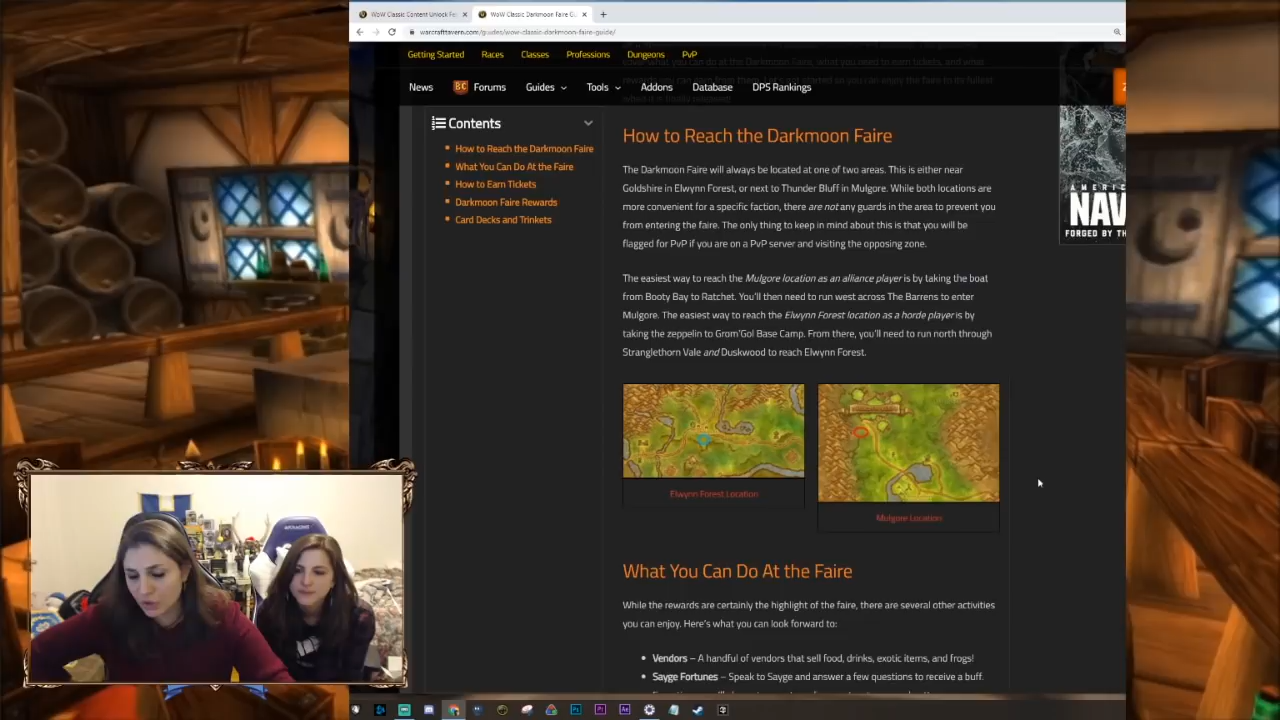 WoW Classic Content Unlock Fe
WoW Classic Darkmoon Faire G
warcrafttavern.com/guides/wow-classic-darkmoon-faire-guide/
Getting Started Races Classes Professions Dungeons PvP
News Forums Guides Tools Addons Database DPS Rankings
Contents
How to Reach the Darkmoon Faire
What You Can Do At the Faire
How to Earn Tickets
Darkmoon Faire Rewards
Card Decks and Trinkets
How to Reach the Darkmoon Faire
The Darkmoon Faire will always be located at one of two areas. This is either near
Goldshire in Elwynn Forest, or next to Thunder Bluff in Mulgore. While both locations are
more convenient for a specific faction, there are not any guards in the area to prevent you
from entering the faire. The only thing to keep in mind about this is that you will be
flagged for PvP if you are on a PvP server and visiting the opposing zone.
The easiest way to reach the Mulgore location as an alliance player is by taking the boat
from Booty Bay to Ratchet. You'll then need to run west across The Barrens to enter
Mulgore. The easiest way to reach the Elwynn Forest location as a horde player is by
taking the zeppelin to Grom'Gol Base Camp. From there, you'll need to run north through
Stranglethorn Vale and Duskwood to reach Elwynn Forest.
Elwynn Forest Location
Mulgore Location
What You Can Do At the Faire
While the rewards are certainly the highlight of the faire, there are several other activities
you can enjoy. Here's what you can look forward to:
Vendors – A handful of vendors that sell food, drinks, exotic items, and frogs!
Sayge Fortunes – Speak to Sayge and answer a few questions to receive a buff.
AMERIC
NAV
FORGED BY TH